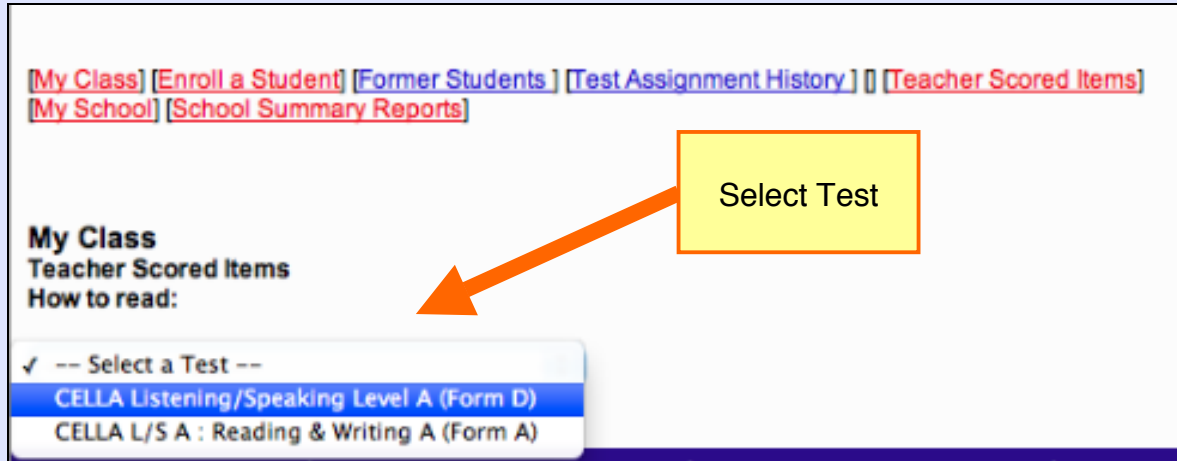 [My Class] [Enroll a Student] [Former Students ] [Test Assignment History ] [] [Teacher Scored Items]
[My School] [School Summary Reports]
Select Test
My Class
Teacher Scored Items
How to read:
✓ -- Select a Test --
CELLA Listening/Speaking Level A (Form D)
CELLA L/S A : Reading & Writing A (Form A)